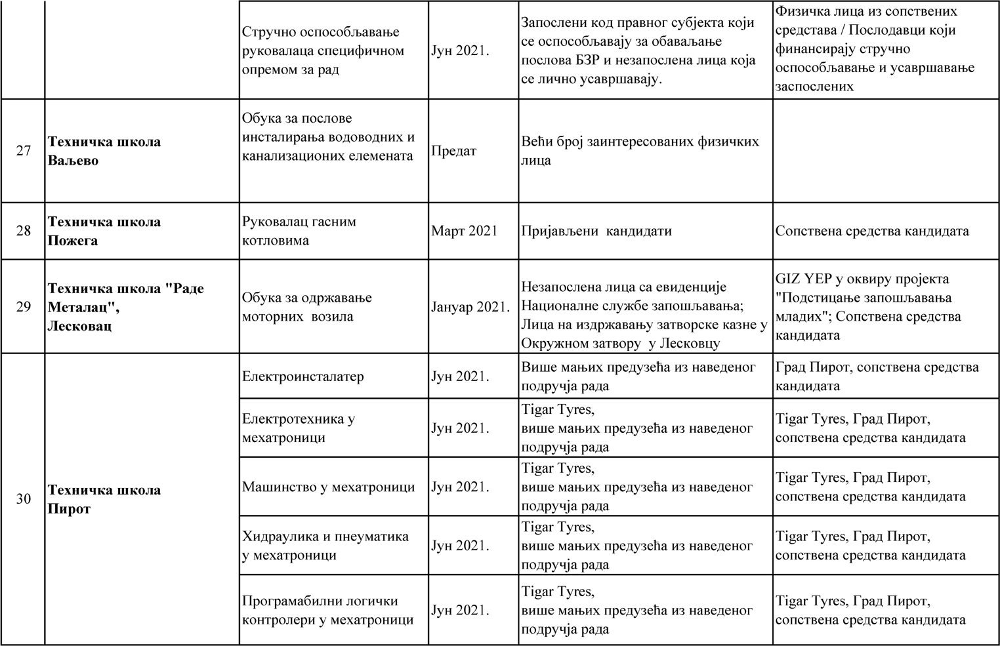 Стручно оспособљавање
руковалаца специфичном
опремом за рад
Јун 2021.
Запослени код правног субјекта који
се оспособљавају за обаваљање
послова БЗР и незапослена лица која
се лично усавршавају.
Физичка лица из сопствених
средстава / Послодавци који
финансирају стручно
оспособљавање и усавршавање
заспослених
27
Техничка школа
Ваљево
Обука за послове
инсталирања водоводних и
канализационих елемената
Предат
Већи број заинтересованих физичких
лица
28
Техничка школа
Пожега
Руковалац гасним
котловима
Март 2021
Пријављени  кандидати
Сопствена средства кандидата
29
Техничка школа "Раде
Металац",
Лесковац
Обука за одржавање
моторних  возила
Јануар 2021.
Незапослена лица са евиденције
Националне службе запошљавања;
Лица на издржавању затворске казне у
Окружном затвору  у Лесковцу
GIZ YEP у оквиру пројекта
"Подстицање запошљавања
младих"; Сопствена средства
кандидата
30
Техничка школа
Пирот
Електроинсталатер
Јун 2021.
Више мањих предузећа из наведеног
подручја рада
Град Пирот, сопствена средства
кандидата
Електротехника у
мехатроници
Јун 2021.
Tigar Tyres,
више мањих предузећа из наведеног
подручја рада
Tigar Tyres, Град Пирот,
сопствена средства кандидата
Машинство у мехатроници
Јун 2021.
Tigar Tyres,
више мањих предузећа из наведеног
подручја рада
Tigar Tyres, Град Пирот,
сопствена средства кандидата
Хидраулика и пнеуматика
у мехатроници
Јун 2021.
Tigar Tyres,
више мањих предузећа из наведеног
подручја рада
Tigar Tyres, Град Пирот,
сопствена средства кандидата
Програмабилни логички
контролери у мехатроници
Јун 2021.
Tigar Tyres,
више мањих предузећа из наведеног
подручја рада
Tigar Tyres, Град Пирот,
сопствена средства кандидата